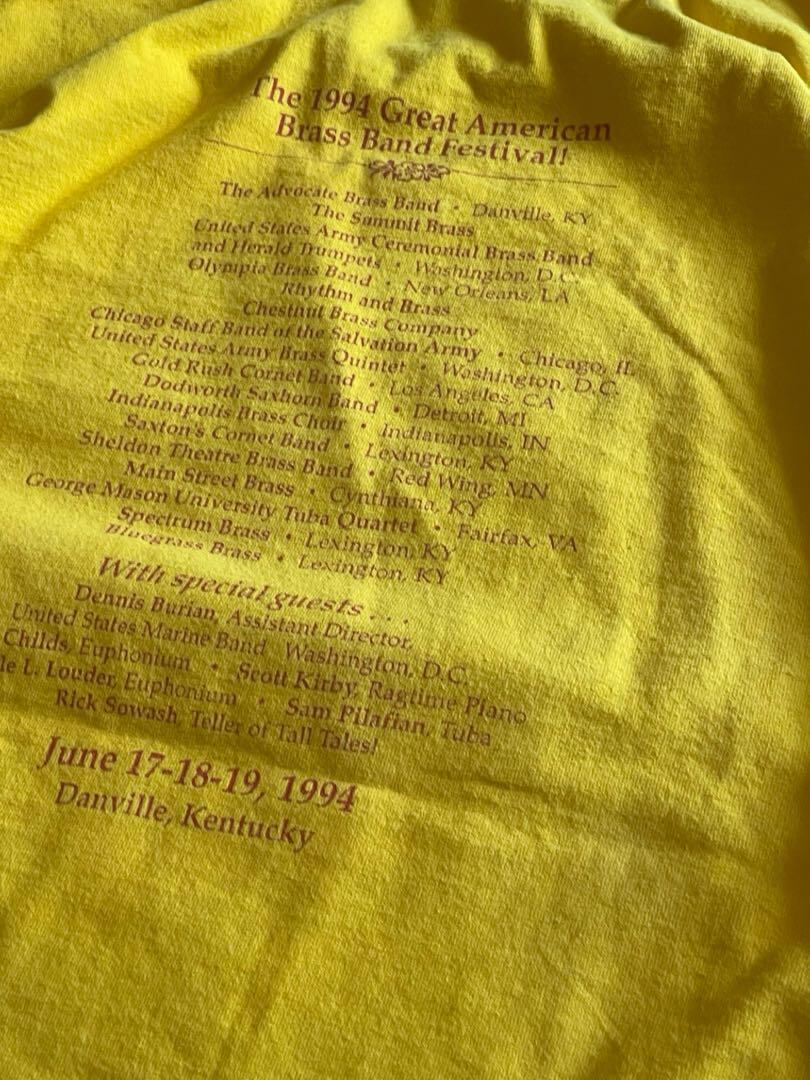 The 1994 Great American
Brass Band Festival!
The Advocate Brass Band • Danville, KY
The Summit Brass
United States Army Ceremonial Brass Band
and Herald Trumpets • Washington, D.C.
Olympia Brass Band • New Orleans, LA
Rhythm and Brass
Chestnut Brass Company
Chicago Staff Band of the Salvation Army • Chicago, IL
United States Army Brass Quintet • Washington, D.C.
Gold Rush Cornet Band • Los Angeles, CA
Dodworth Saxhorn Band • Detroit, MI
Indianapolis Brass Choir • Indianapolis, IN
Saxton's Cornet Band • Lexington, KY
Sheldon Theatre Brass Band • Red Wing, MN
Main Street Brass • Cynthiana, KY
George Mason University Tuba Quartet • Fairfax, VA
Spectrum Brass • Lexington, KY
Bluegrass Brass • Lexington, KY
With special guests . . .
Dennis Burian, Assistant Director,
United States Marine Band Washington, D.C.
Childs, Euphonium • Scott Kirby, Ragtime Piano
L. Louder, Euphonium • Sam Pilafian, Tuba
Rick Sowash, Teller of Tall Tales!
June 17-18-19, 1994
Danville, Kentucky